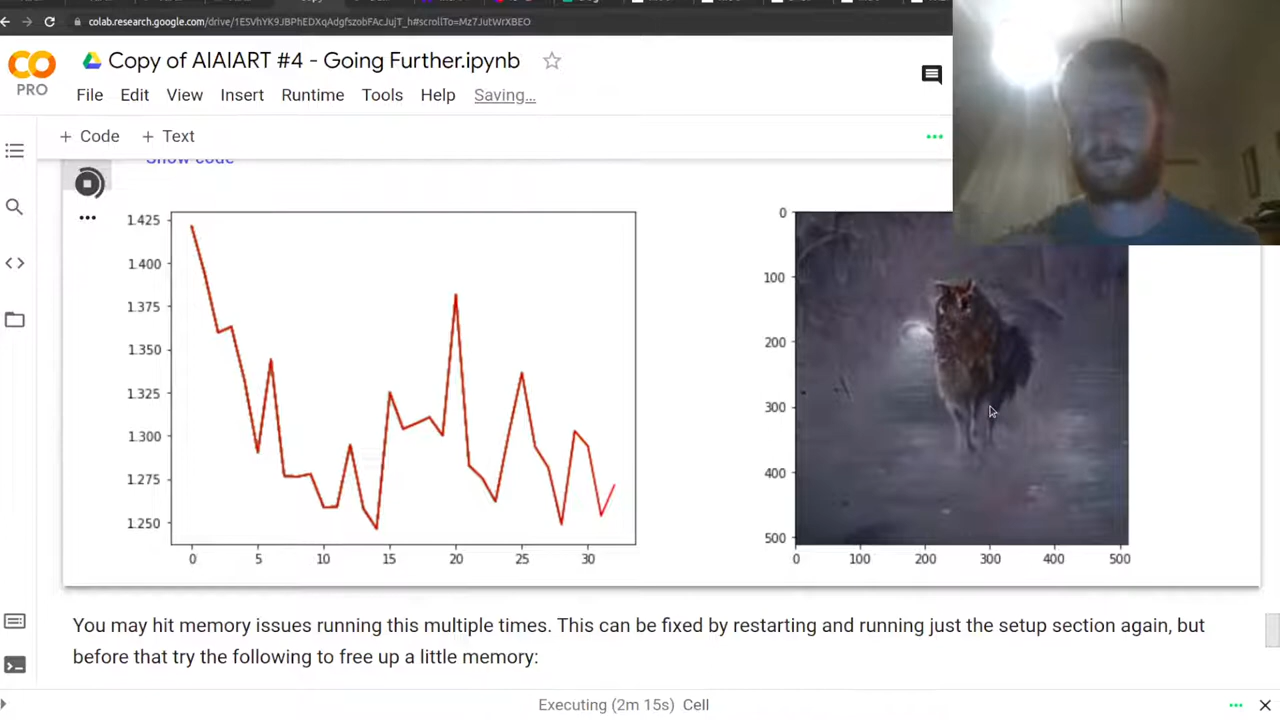 colab.research.google.com/drive/1ESVhYK9JBPhEDXqAdgfszobFAcJujT_h#scrollTo=Mz7JutWrXBEO
Copy of AIAIART #4 - Going Further.ipynb
PRO
File Edit View Insert Runtime Tools Help Saving...
+ Code + Text
Show code
1.425
1.400
1.375
1.350
1.325
1.300
1.275
1.250
0 5 10 15 20 25 30
0
100
200
300
400
500
0 100 200 300 400 500
You may hit memory issues running this multiple times. This can be fixed by restarting and running just the setup section again, but
before that try the following to free up a little memory:
Executing (2m 15s) Cell